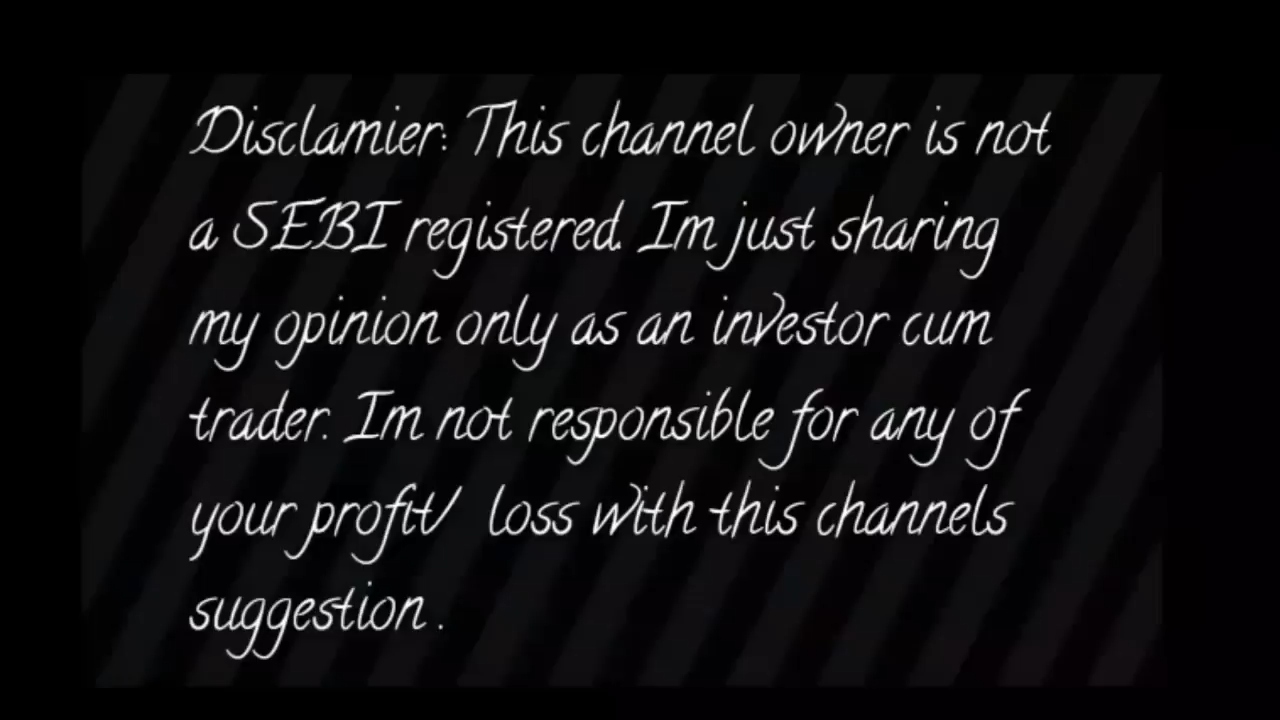 Disclamier: This channel owner is not
a SEBI registered. Im just sharing
my opinion only as an investor cum
trader. Im not responsible for any of
your profit/ loss with this channels
suggestion .